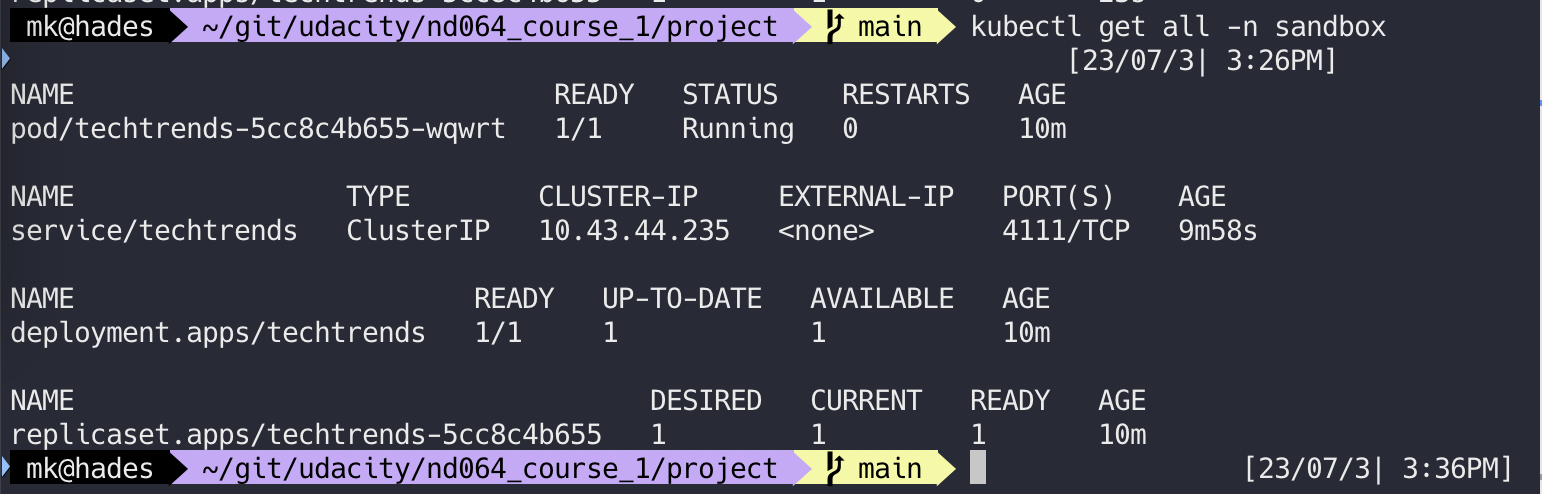 replicaset.apps/techtrends-5cc8c4b655
mk@hades ~/git/udacity/nd064_course_1/project main kubectl get all -n sandbox
[23/07/3| 3:26PM]
NAME READY STATUS RESTARTS AGE
pod/techtrends-5cc8c4b655-wqwrt 1/1 Running 0 10m
NAME TYPE CLUSTER-IP EXTERNAL-IP PORT(S) AGE
service/techtrends ClusterIP 10.43.44.235 <none> 4111/TCP 9m58s
NAME READY UP-TO-DATE AVAILABLE AGE
deployment.apps/techtrends 1/1 1 1 10m
NAME DESIRED CURRENT READY AGE
replicaset.apps/techtrends-5cc8c4b655 1 1 1 10m
mk@hades ~/git/udacity/nd064_course_1/project main [23/07/3| 3:36PM]